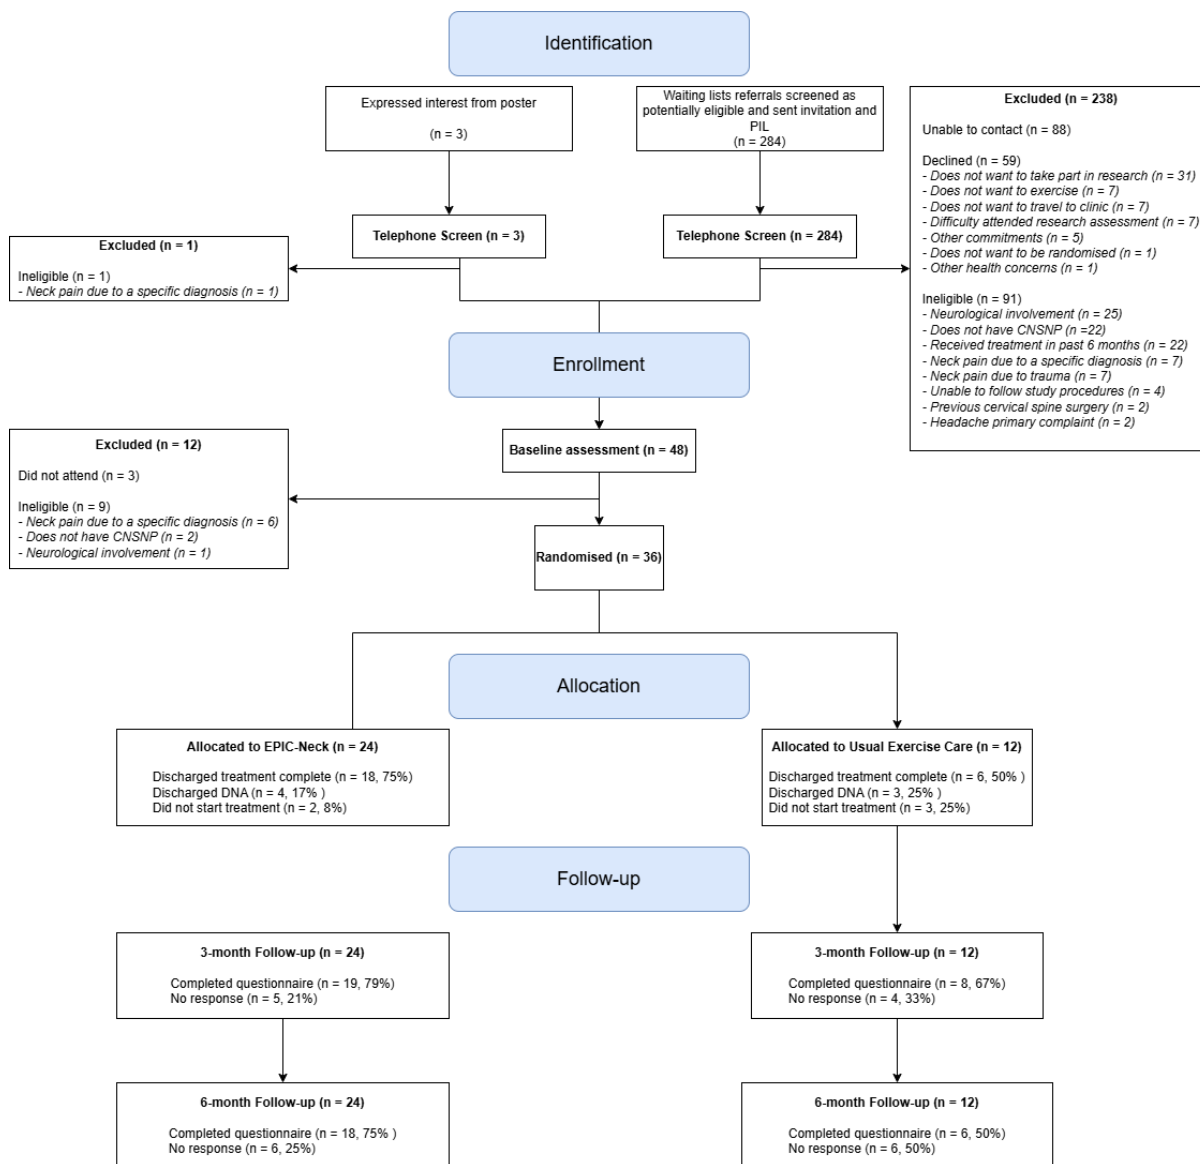 Identification
Expressed interest from poster
(n = 3)
Waiting lists referrals screened as
potentially eligible and sent invitation and
PIL
(n = 284)
Excluded (n = 238)
Unable to contact (n = 88)
Declined (n = 59)
- Does not want to take part in research (n = 31)
- Does not want to exercise (n = 7)
- Does not want to travel to clinic (n = 7)
- Difficulty attended research assessment (n = 7)
- Other commitments (n = 5)
- Does not want to be randomised (n = 1)
- Other health concerns (n = 1)
Ineligible (n = 91)
- Neurological involvement (n = 25)
- Does not have CNSNP (n =22)
- Received treatment in past 6 months (n = 22)
- Neck pain due to a specific diagnosis (n = 7)
- Neck pain due to trauma (n = 7)
- Unable to follow study procedures (n = 4)
- Previous cervical spine surgery (n = 2)
- Headache primary complaint (n = 2)
Telephone Screen (n = 3)
Telephone Screen (n = 284)
Excluded (n = 1)
Ineligible (n = 1)
- Neck pain due to a specific diagnosis (n = 1)
Enrollment
Baseline assessment (n = 48)
Excluded (n = 12)
Did not attend (n = 3)
Ineligible (n = 9)
- Neck pain due to a specific diagnosis (n = 6)
- Does not have CNSNP (n = 2)
- Neurological involvement (n = 1)
Randomised (n = 36)
Allocation
Allocated to EPIC-Neck (n = 24)
Discharged treatment complete (n = 18, 75%)
Discharged DNA (n = 4, 17% )
Did not start treatment (n = 2, 8%)
Allocated to Usual Exercise Care (n = 12)
Discharged treatment complete (n = 6, 50% )
Discharged DNA (n = 3, 25% )
Did not start treatment (n = 3, 25%)
Follow-up
3-month Follow-up (n = 24)
Completed questionnaire (n = 19, 79%)
No response (n = 5, 21%)
3-month Follow-up (n = 12)
Completed questionnaire (n = 8, 67%)
No response (n = 4, 33%)
6-month Follow-up (n = 24)
Completed questionnaire (n = 18, 75% )
No response (n = 6, 25%)
6-month Follow-up (n = 12)
Completed questionnaire (n = 6, 50%)
No response (n = 6, 50%)